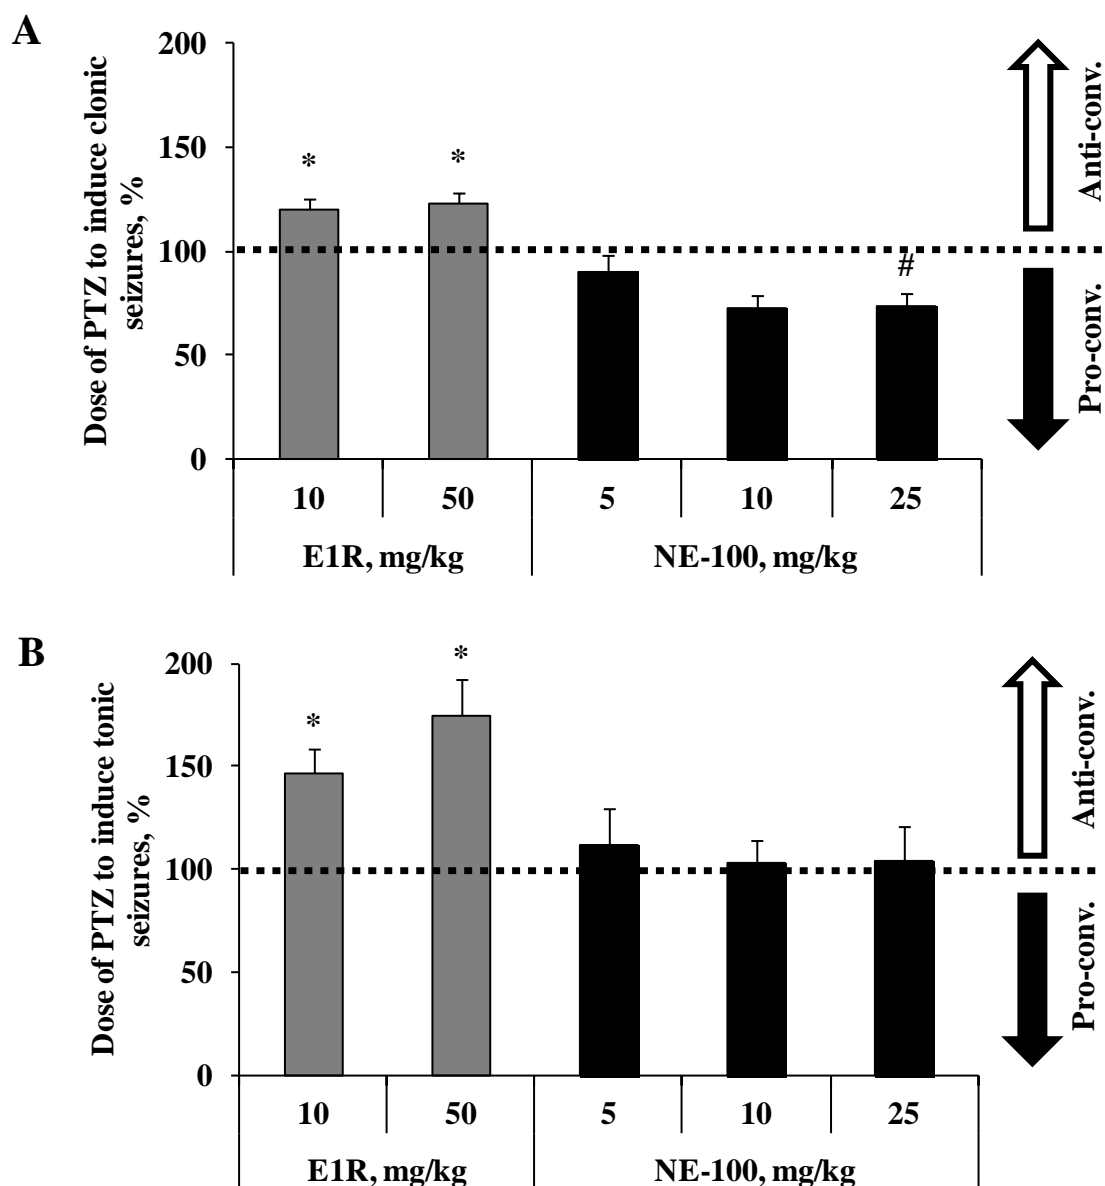 A
Dose of PTZ to induce clonic
seizures, %
200
150
100
50
0
*
*
#
10
50
5
10
25
E1R, mg/kg
NE-100, mg/kg
Anti-conv.
Pro-conv.
B
Dose of PTZ to induce tonic
seizures, %
200
150
100
50
0
*
*
10
50
5
10
25
E1R, mg/kg
NE-100, mg/kg
Anti-conv.
Pro-conv.